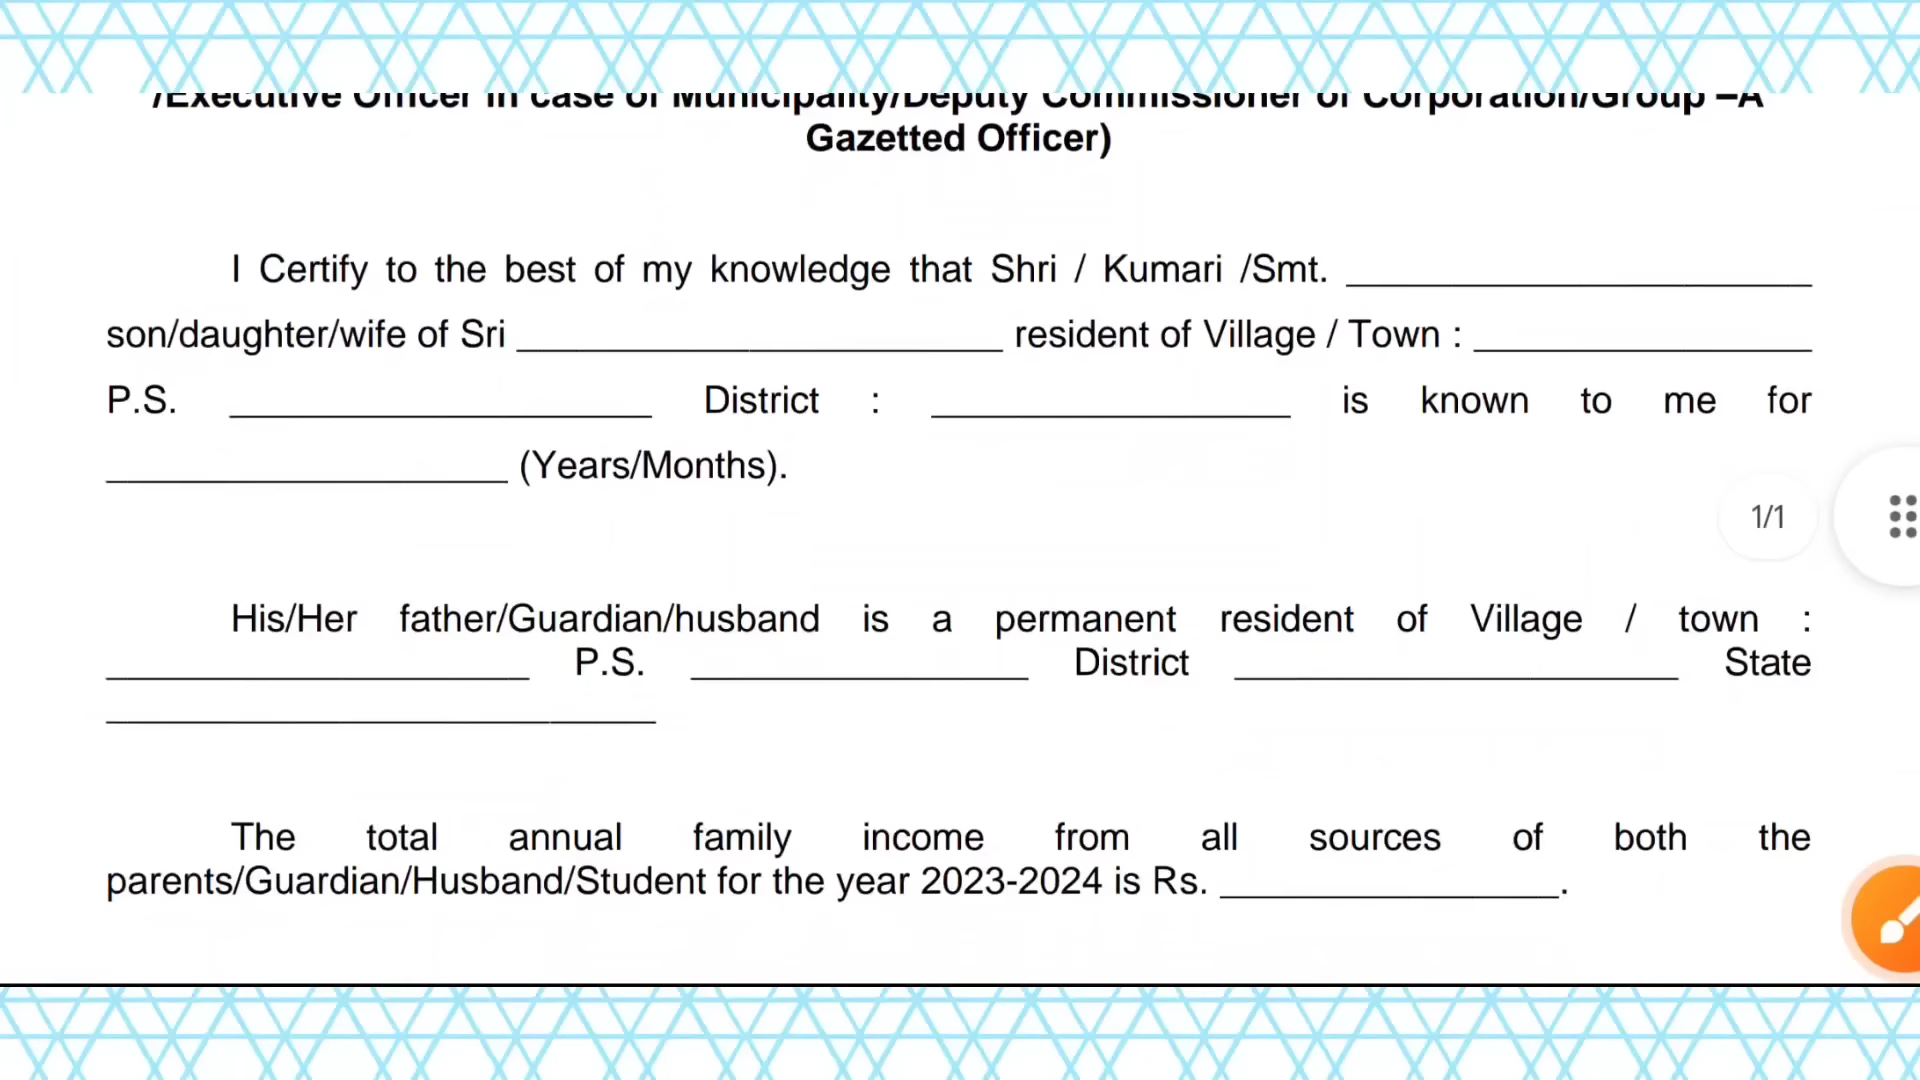 /Executive Officer in case of Municipality/Deputy Commissioner of Corporation/Group –A
Gazetted Officer)
I Certify to the best of my knowledge that Shri / Kumari /Smt. ______________________
son/daughter/wife of Sri _______________________ resident of Village / Town : ________________
P.S. ____________________ District : _________________ is known to me for
___________________ (Years/Months).
His/Her father/Guardian/husband is a permanent resident of Village / town :
____________________ P.S. ________________ District _____________________ State
__________________________
The total annual family income from all sources of both the
parents/Guardian/Husband/Student for the year 2023-2024 is Rs. ________________.
1/1